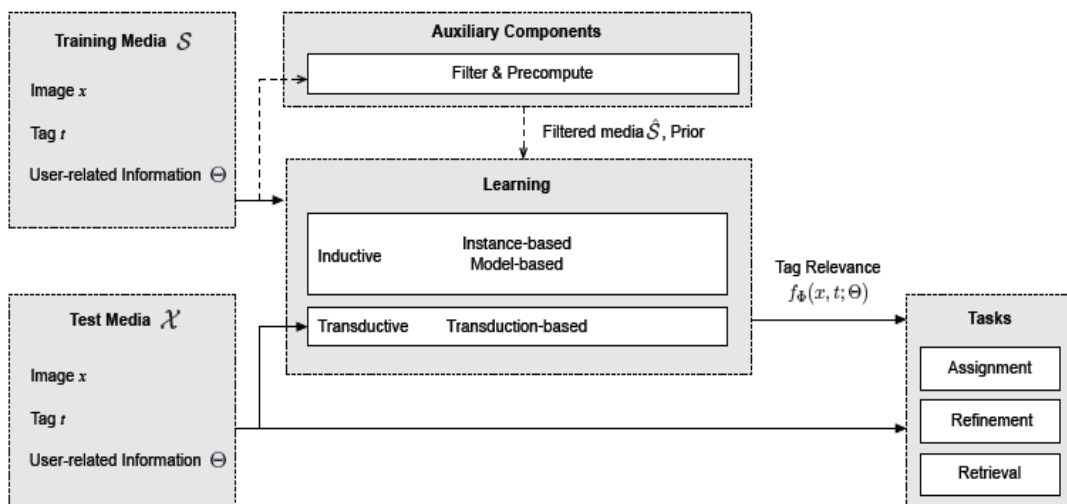 Training Media 𝒮
Image x
Tag t
User-related Information Θ
Auxiliary Components
Filter & Precompute
Filtered media 𝒮̂, Prior
Learning
Inductive
Instance-based
Model-based
Transductive
Transduction-based
Tag Relevance
f_Φ(x, t; Θ)
Test Media 𝒳
Image x
Tag t
User-related Information Θ
Tasks
Assignment
Refinement
Retrieval